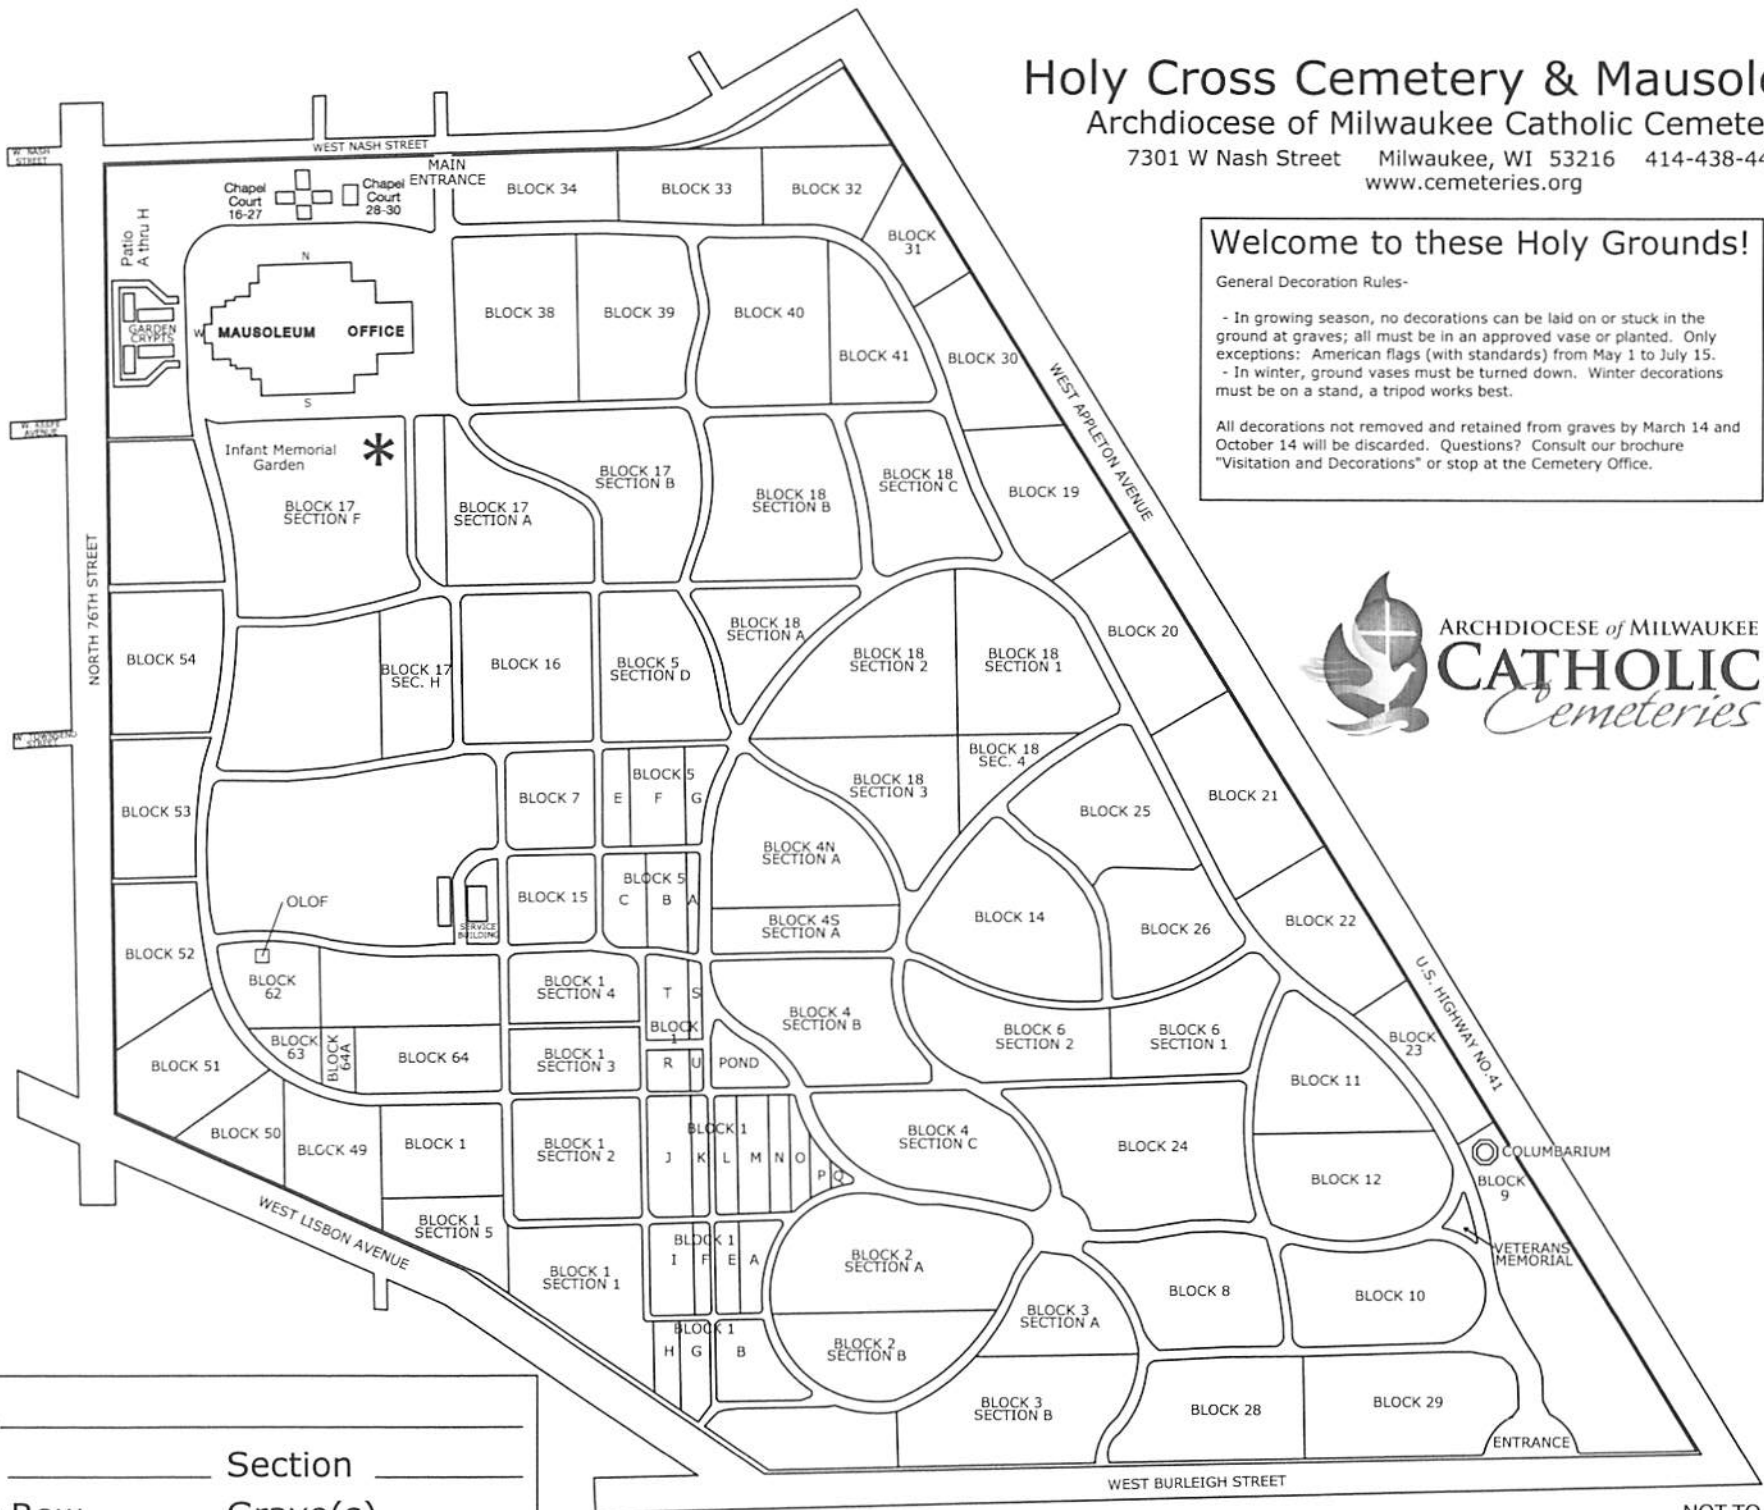 Holy Cross Cemetery & Mausol
Archdiocese of Milwaukee Catholic Cemete
7301 W Nash Street Milwaukee, WI 53216 414-438-44
www.cemeteries.org
Welcome to these Holy Grounds!
General Decoration Rules-
- In growing season, no decorations can be laid on or stuck in the
ground at graves; all must be in an approved vase or planted. Only
exceptions: American flags (with standards) from May 1 to July 15.
- In winter, ground vases must be turned down. Winter decorations
must be on a stand, a tripod works best.
All decorations not removed and retained from graves by March 14 and
October 14 will be discarded. Questions? Consult our brochure
"Visitation and Decorations" or stop at the Cemetery Office.
ARCHDIOCESE of MILWAUKEE
CATHOLIC
Cemeteries
W. NASH
STREET
WEST NASH STREET
MAIN
ENTRANCE
Chapel
Court
16-27
Chapel
Court
28-30
Patio
A thru H
GARDEN
CRYPTS
N
W
MAUSOLEUM OFFICE
S
BLOCK 34
BLOCK 33
BLOCK 32
BLOCK
31
BLOCK 38
BLOCK 39
BLOCK 40
BLOCK 41
BLOCK 30
WEST APPLETON AVENUE
W. KEEFE
AVENUE
Infant Memorial
Garden
*
BLOCK 17
SECTION F
BLOCK 17
SECTION A
BLOCK 17
SECTION B
BLOCK 18
SECTION B
BLOCK 18
SECTION C
BLOCK 19
NORTH 76TH STREET
BLOCK 54
BLOCK 17
SEC. H
BLOCK 16
BLOCK 5
SECTION D
BLOCK 18
SECTION A
BLOCK 18
SECTION 2
BLOCK 18
SECTION 1
BLOCK 20
W. TOWNSEND
STREET
BLOCK 53
BLOCK 7
BLOCK 5
E F G
BLOCK 18
SECTION 3
BLOCK 18
SEC. 4
BLOCK 25
BLOCK 21
BLOCK 4N
SECTION A
OLOF
SERVICE
BUILDING
BLOCK 15
BLOCK 5
C B A
BLOCK 4S
SECTION A
BLOCK 14
BLOCK 26
BLOCK 22
BLOCK 52
BLOCK
62
BLOCK 1
SECTION 4
T S
BLOCK
1
R U
POND
BLOCK 4
SECTION B
BLOCK 6
SECTION 2
BLOCK 6
SECTION 1
U.S. HIGHWAY NO.41
BLOCK
23
BLOCK 51
BLOCK
63
BLOCK
64A
BLOCK 64
BLOCK 1
SECTION 3
BLOCK 11
BLOCK 50
BLOCK 49
BLOCK 1
BLOCK 1
SECTION 2
BLOCK 1
J K L M N O P Q
BLOCK 4
SECTION C
BLOCK 24
BLOCK 12
COLUMBARIUM
BLOCK
9
VETERANS
MEMORIAL
WEST LISBON AVENUE
BLOCK 1
SECTION 5
BLOCK 1
SECTION 1
BLOCK 1
I F E A
BLOCK 2
SECTION A
BLOCK 3
SECTION A
BLOCK 8
BLOCK 10
BLOCK 1
H G B
BLOCK 2
SECTION B
BLOCK 3
SECTION B
BLOCK 28
BLOCK 29
ENTRANCE
WEST BURLEIGH STREET
Section